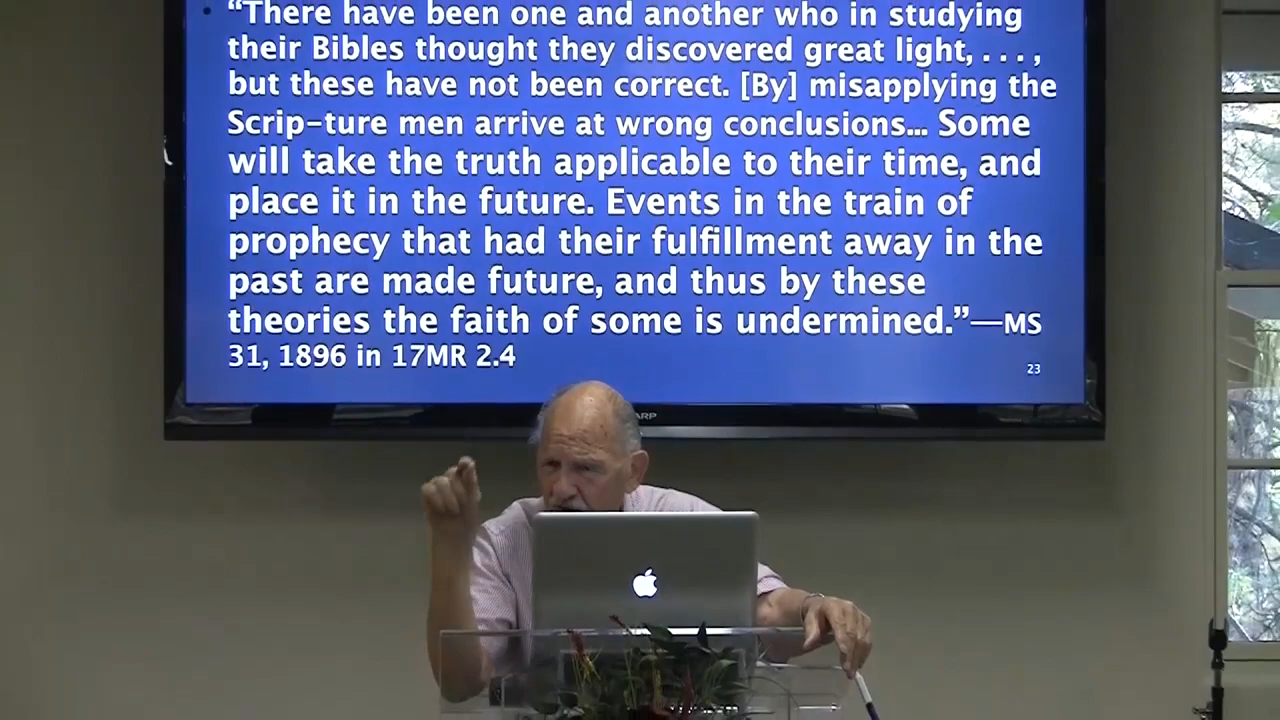 • “There have been one and another who in studying
their Bibles thought they discovered great light, . . . ,
but these have not been correct. [By] misapplying the
Scrip-ture men arrive at wrong conclusions... Some
will take the truth applicable to their time, and
place it in the future. Events in the train of
prophecy that had their fulfillment away in the
past are made future, and thus by these
theories the faith of some is undermined.”—MS
31, 1896 in 17MR 2.4
23
ARP